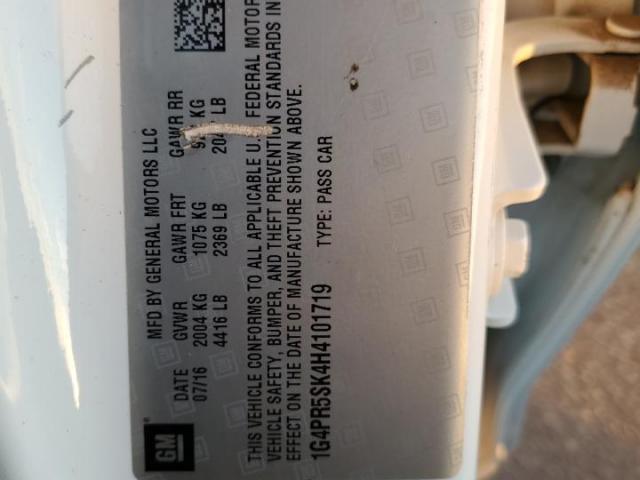 GM
MFD BY GENERAL MOTORS LLC
DATE GVWR GAWR FRT GAWR RR
07/16 2004 KG 1075 KG KG
4416 LB 2369 LB LB
THIS VEHICLE CONFORMS TO ALL APPLICABLE FEDERAL MOTOR
VEHICLE SAFETY, BUMPER, AND THEFT PREVENTION STANDARDS IN
EFFECT ON THE DATE OF MANUFACTURE SHOWN ABOVE.
1G4PR5SK4H4101719 TYPE: PASS CAR